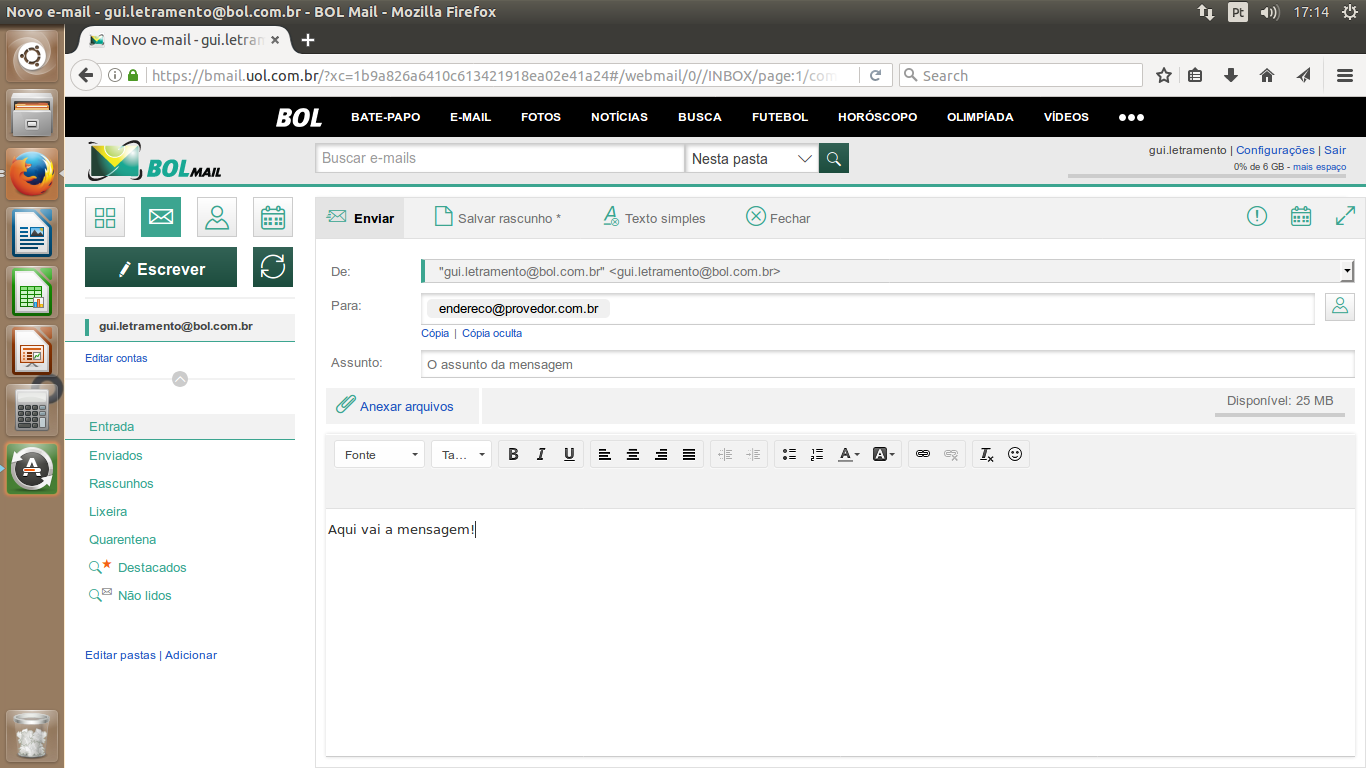 Novo e-mail - gui.letramento@bol.com.br - BOL Mail - Mozilla Firefox
Pt 17:14
Novo e-mail - gui.letram
https://bmail.uol.com.br/?xc=1b9a826a6410c613421918ea02e41a24#/webmail/0//INBOX/page:1/com
Search
BOL BATE-PAPO E-MAIL FOTOS NOTÍCIAS BUSCA FUTEBOL HORÓSCOPO OLIMPÍADA VÍDEOS
BOL MAIL
Buscar e-mails
Nesta pasta
gui.letramento | Configurações | Sair
0% de 6 GB - mais espaço
Escrever
gui.letramento@bol.com.br
Editar contas
Entrada
Enviados
Rascunhos
Lixeira
Quarentena
Destacados
Não lidos
Editar pastas | Adicionar
Enviar
Salvar rascunho *
Texto simples
Fechar
De:
"gui.letramento@bol.com.br" <gui.letramento@bol.com.br>
Para:
endereco@provedor.com.br
Cópia | Cópia oculta
Assunto:
O assunto da mensagem
Anexar arquivos
Disponível: 25 MB
Fonte
Ta...
B I U
A A
Aqui vai a mensagem!